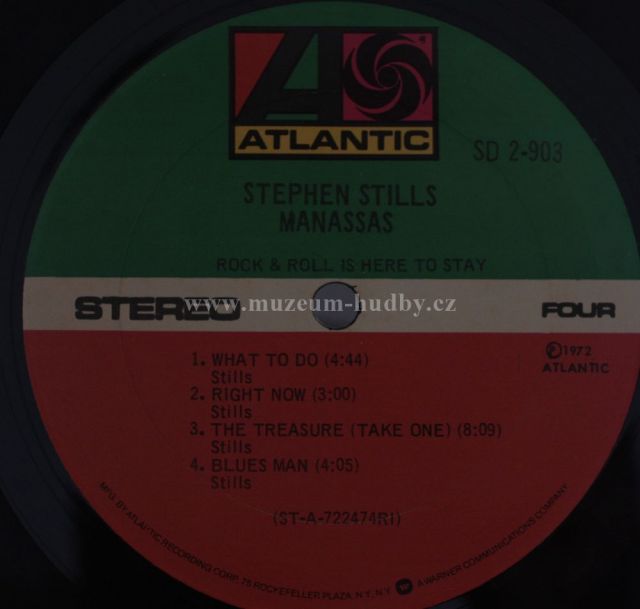 ATLANTIC
SD 2-903
STEPHEN STILLS
MANASSAS
ROCK & ROLL IS HERE TO STAY
STEREO
www.muzeum-hudby.cz
FOUR
1. WHAT TO DO (4:44)
Stills
2. RIGHT NOW (3:00)
Stills
3. THE TREASURE (TAKE ONE) (8:09)
Stills
4. BLUES MAN (4:05)
Stills
℗1972
ATLANTIC
(ST-A-722474RI)
MFG. BY ATLANTIC RECORDING CORP. 75 ROCKEFELLER PLAZA, N.Y., N.Y. A WARNER COMMUNICATIONS COMPANY